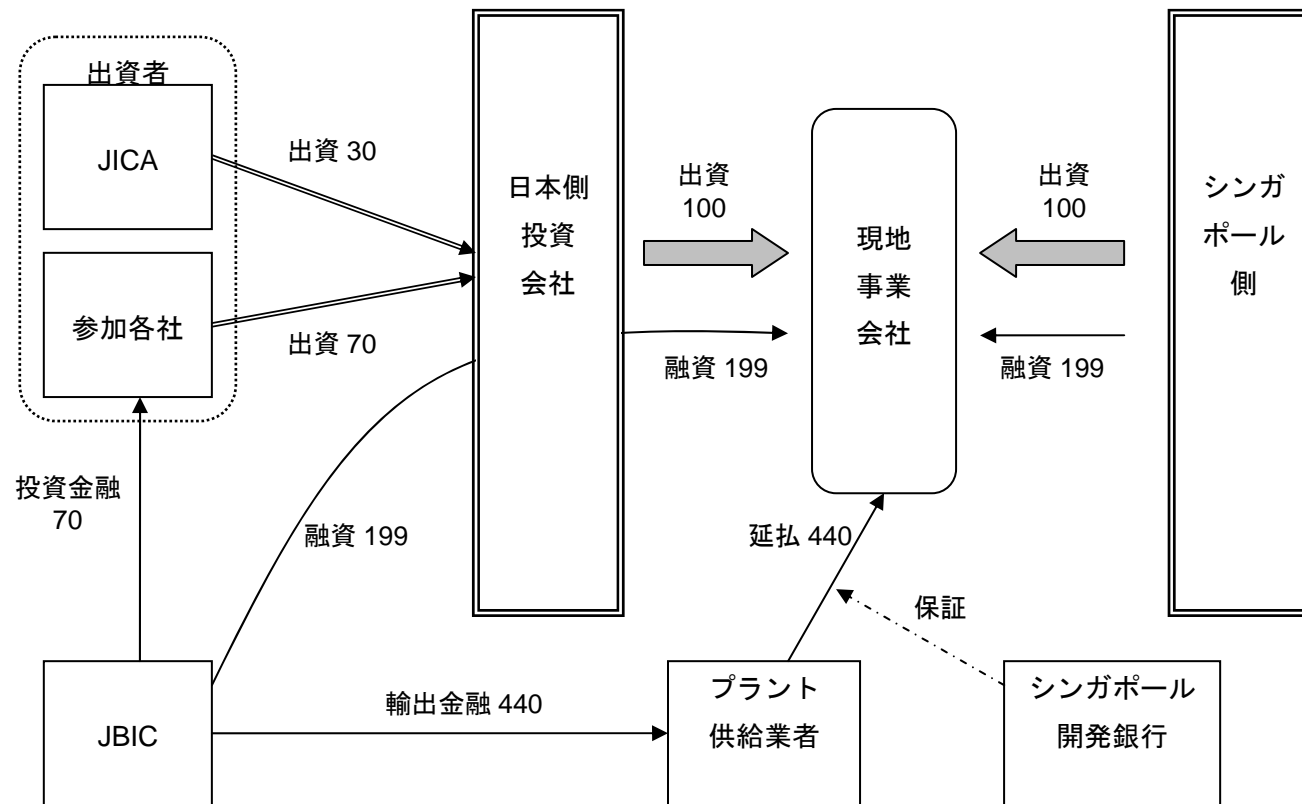 出資者
JICA
出資 30
参加各社
出資 70
投資金融
70
融資 199
JBIC
輸出金融 440
日本側
投資
会社
出資
100
融資 199
現地
事業
会社
出資
100
融資 199
シンガ
ポール
側
延払 440
保証
プラント
供給業者
シンガポール
開発銀行